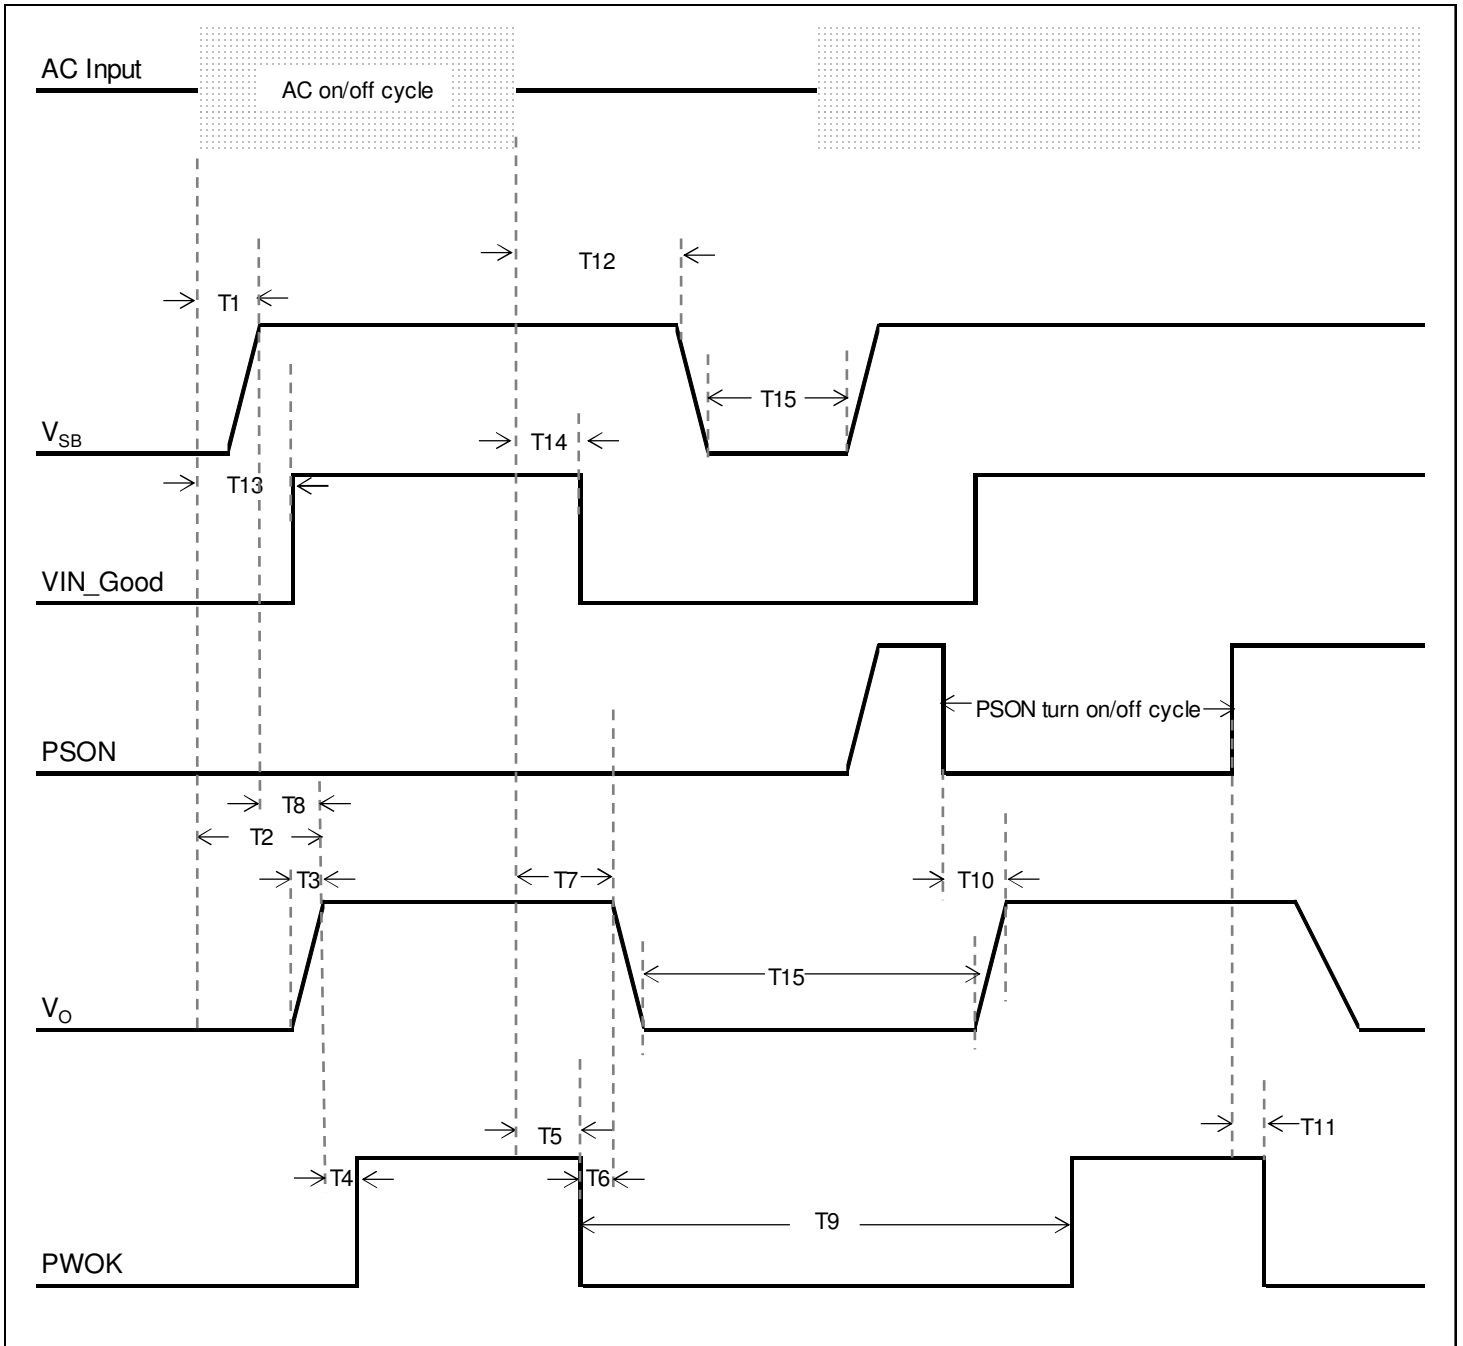 AC Input
AC on/off cycle
T12
T1
T15
V_SB
T14
T13
VIN_Good
PSON turn on/off cycle
PSON
T8
T2
T3
T7
T10
T15
V_O
T5
T11
T4
T6
T9
PWOK